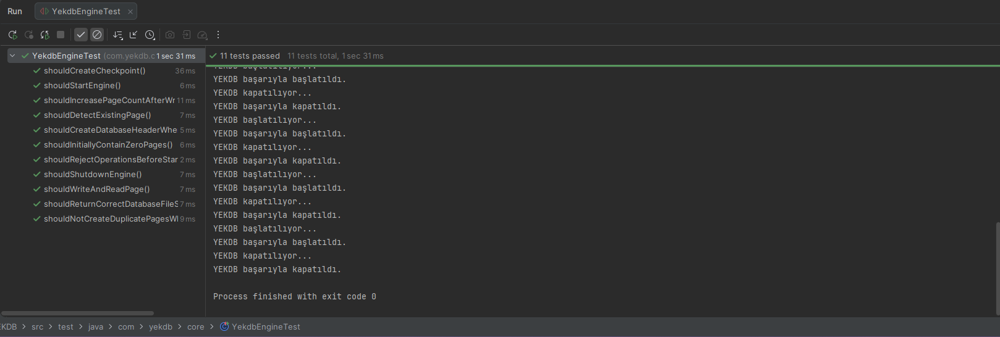 Run
YekdbEngineTest
YekdbEngineTest (com.yekdb.c 1 sec 31 ms
shouldCreateCheckpoint() 36 ms
shouldStartEngine() 6 ms
shouldIncreasePageCountAfterWr 11 ms
shouldDetectExistingPage() 7 ms
shouldCreateDatabaseHeaderWhe 5 ms
shouldInitiallyContainZeroPages() 6 ms
shouldRejectOperationsBeforeStar 2 ms
shouldShutdownEngine() 7 ms
shouldWriteAndReadPage() 7 ms
shouldReturnCorrectDatabaseFileS 7 ms
shouldNotCreateDuplicatePagesWh 9 ms
11 tests passed 11 tests total, 1 sec 31 ms
YEKDB başlatılıyor...
YEKDB başarıyla başlatıldı.
YEKDB kapatılıyor...
YEKDB başarıyla kapatıldı.
YEKDB başlatılıyor...
YEKDB başarıyla başlatıldı.
YEKDB kapatılıyor...
YEKDB başarıyla kapatıldı.
YEKDB başlatılıyor...
YEKDB başarıyla başlatıldı.
YEKDB kapatılıyor...
YEKDB başarıyla kapatıldı.
YEKDB başlatılıyor...
YEKDB başarıyla başlatıldı.
YEKDB kapatılıyor...
YEKDB başarıyla kapatıldı.
Process finished with exit code 0
EKDB > src > test > java > com > yekdb > core > YekdbEngineTest